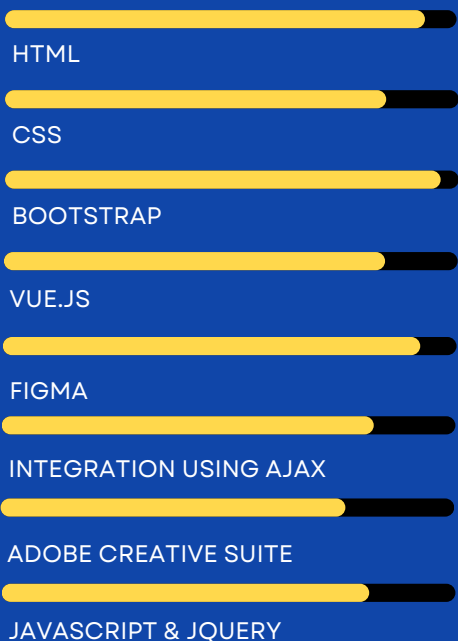 HTML
CSS
BOOTSTRAP
VUE.JS
FIGMA
INTEGRATION USING AJAX
ADOBE CREATIVE SUITE
JAVASCRIPT & JQUERY